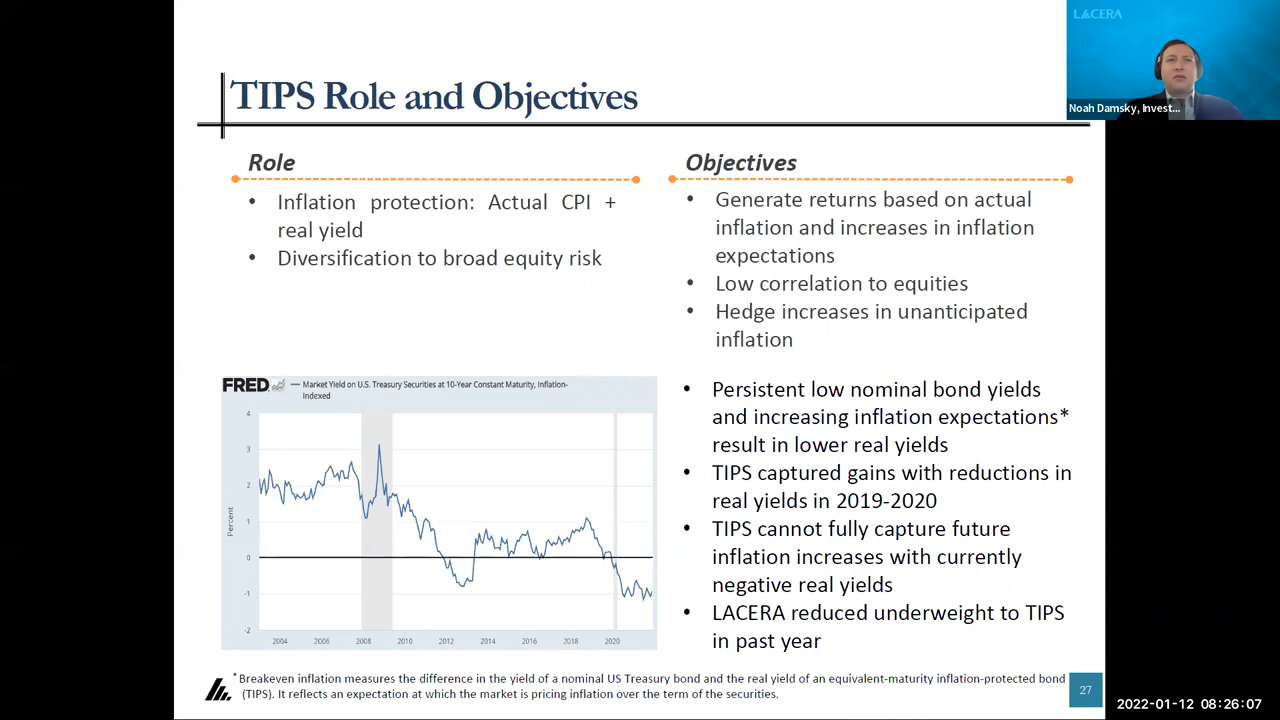 LACERA
Noah Damsky, Invest...
TIPS Role and Objectives
Role
• Inflation protection: Actual CPI +
real yield
• Diversification to broad equity risk
Objectives
• Generate returns based on actual
inflation and increases in inflation
expectations
• Low correlation to equities
• Hedge increases in unanticipated
inflation
FRED
Market Yield on U.S. Treasury Securities at 10-Year Constant Maturity, Inflation-
Indexed
4
3
2
1
0
-1
-2
Percent
2004 2006 2008 2010 2012 2014 2016 2018 2020
• Persistent low nominal bond yields
and increasing inflation expectations*
result in lower real yields
• TIPS captured gains with reductions in
real yields in 2019-2020
• TIPS cannot fully capture future
inflation increases with currently
negative real yields
• LACERA reduced underweight to TIPS
in past year
* Breakeven inflation measures the difference in the yield of a nominal US Treasury bond and the real yield of an equivalent-maturity inflation-protected bond
(TIPS). It reflects an expectation at which the market is pricing inflation over the term of the securities.
27
2022-01-12 08:26:07